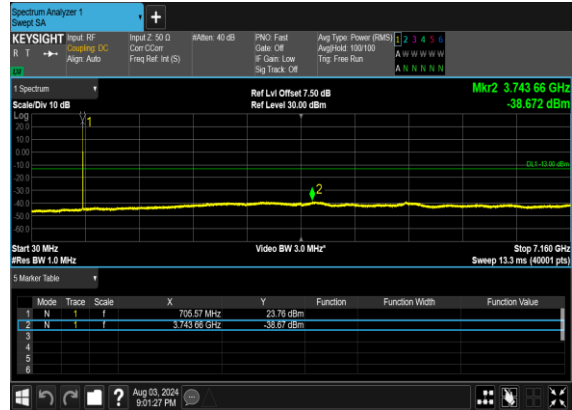 Spectrum Analyzer 1
Swept SA
+
KEYSIGHT
R T
Input: RF
Coupling: DC
Align: Auto
Input Z: 50 Ω
Corr CCorr
Freq Ref: Int (S)
#Atten: 40 dB
PNO: Fast
Gate: Off
IF Gain: Low
Sig Track: Off
Avg Type: Power (RMS)
Avg|Hold: 100/100
Trig: Free Run
1 2 3 4 5 6
A W W W W W
A N N N N N
1 Spectrum
Scale/Div 10 dB
Ref Lvl Offset 7.50 dB
Ref Level 30.00 dBm
Mkr2 3.743 66 GHz
-38.672 dBm
Log
20.0
10.0
0.00
-10.0
-20.0
-30.0
-40.0
-50.0
-60.0
1
2
DL1 -13.00 dBm
Start 30 MHz
#Res BW 1.0 MHz
Video BW 3.0 MHz*
Stop 7.160 GHz
Sweep 13.3 ms (40001 pts)
5 Marker Table
Mode Trace Scale X Y Function Function Width Function Value
1 N 1 f 705.57 MHz 23.76 dBm
2 N 1 f 3.743 66 GHz -38.67 dBm
3
4
5
6
?
Aug 03, 2024
9:01:27 PM